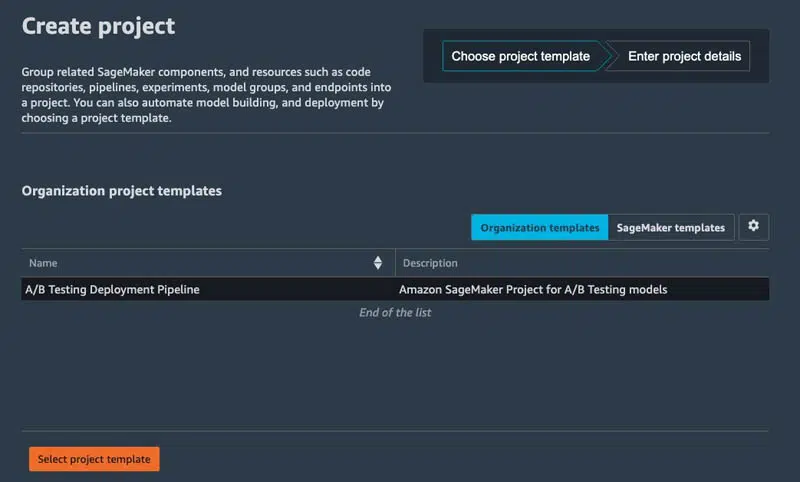 Create project
Choose project template
Enter project details
Group related SageMaker components, and resources such as code
repositories, pipelines, experiments, model groups, and endpoints into
a project. You can also automate model building, and deployment by
choosing a project template.
Organization project templates
Organization templates
SageMaker templates
Name
Description
A/B Testing Deployment Pipeline
Amazon SageMaker Project for A/B Testing models
End of the list
Select project template